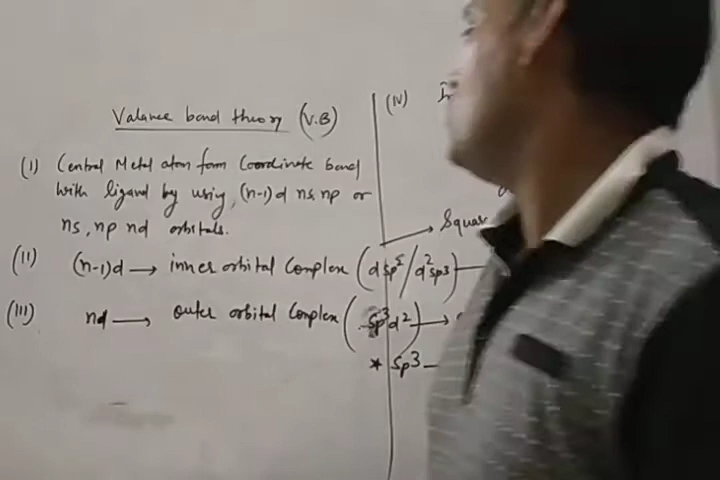 Valance bond theory (V.B)
(I) Central Metal atom form Coordinate bond
with ligand by using, (n-1)d ns np or
ns, np nd orbitals.
(II) (n-1)d → inner orbital Complex (dsp²/d²sp³)
Squar
(III) nd → outer orbital Complex (sp³d²) →
* sp³
(IV)